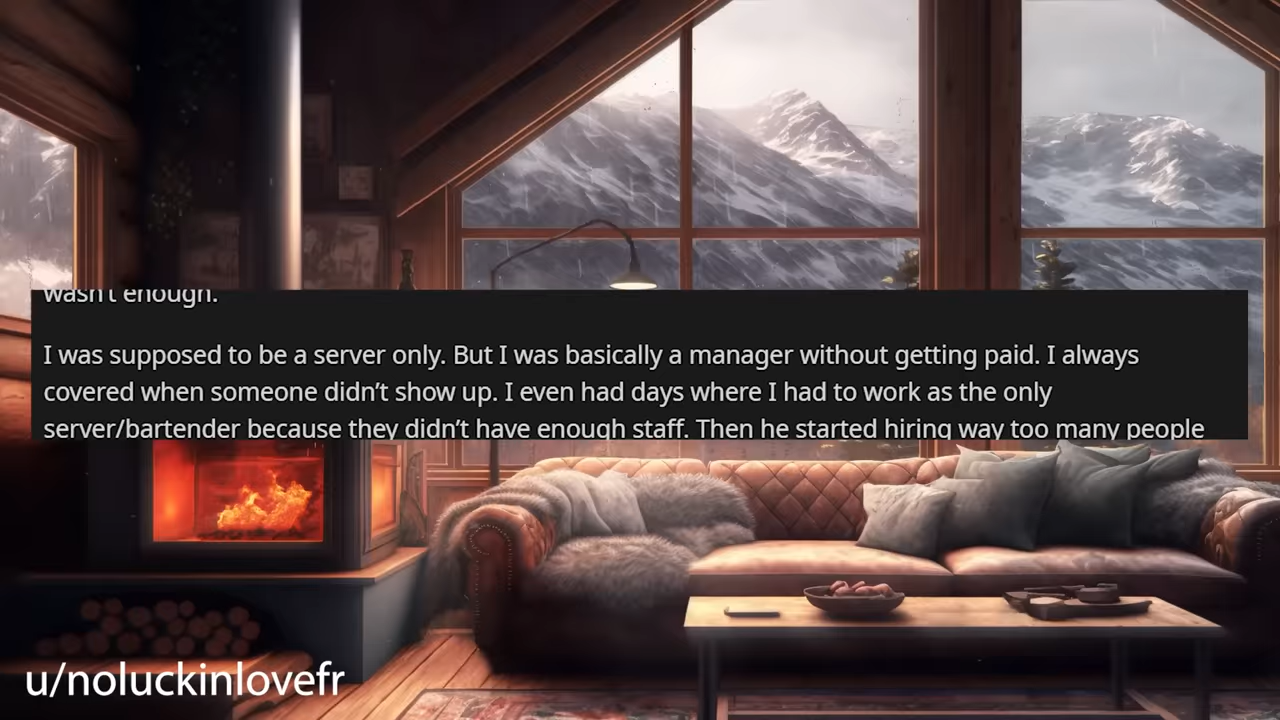 wasn't enough.
I was supposed to be a server only. But I was basically a manager without getting paid. I always
covered when someone didn’t show up. I even had days where I had to work as the only
server/bartender because they didn’t have enough staff. Then he started hiring way too many people
u/noluckinlovefr